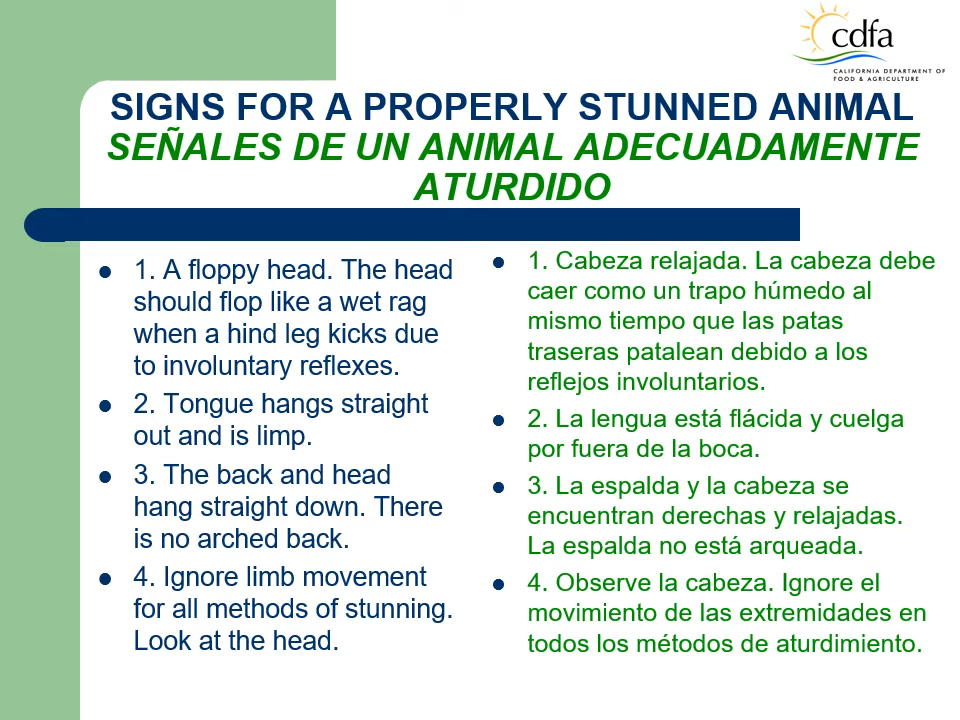 cdfa
CALIFORNIA DEPARTMENT OF
FOOD & AGRICULTURE
SIGNS FOR A PROPERLY STUNNED ANIMAL
SEÑALES DE UN ANIMAL ADECUADAMENTE
ATURDIDO
1. A floppy head. The head
should flop like a wet rag
when a hind leg kicks due
to involuntary reflexes.
2. Tongue hangs straight
out and is limp.
3. The back and head
hang straight down. There
is no arched back.
4. Ignore limb movement
for all methods of stunning.
Look at the head.
1. Cabeza relajada. La cabeza debe
caer como un trapo húmedo al
mismo tiempo que las patas
traseras patalean debido a los
reflejos involuntarios.
2. La lengua está flácida y cuelga
por fuera de la boca.
3. La espalda y la cabeza se
encuentran derechas y relajadas.
La espalda no está arqueada.
4. Observe la cabeza. Ignore el
movimiento de las extremidades en
todos los métodos de aturdimiento.